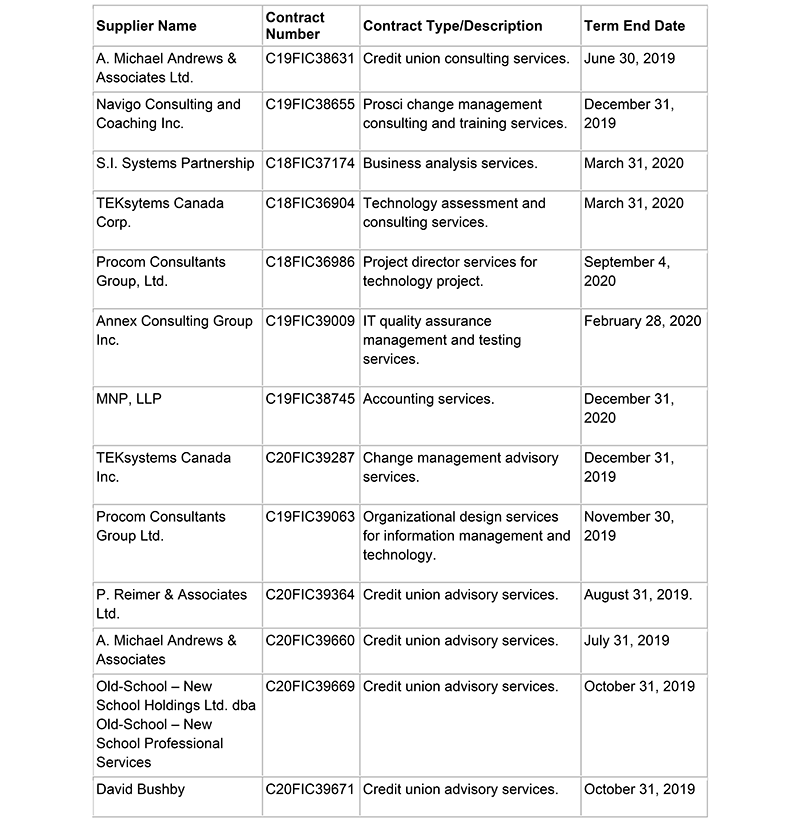 Supplier Name
Contract
Number
Contract Type/Description
Term End Date
A. Michael Andrews &
Associates Ltd.
C19FIC38631
Credit union consulting services.
June 30, 2019
Navigo Consulting and
Coaching Inc.
C19FIC38655
Prosci change management
consulting and training services.
December 31,
2019
S.I. Systems Partnership
C18FIC37174
Business analysis services.
March 31, 2020
TEKsytems Canada
Corp.
C18FIC36904
Technology assessment and
consulting services.
March 31, 2020
Procom Consultants
Group, Ltd.
C18FIC36986
Project director services for
technology project.
September 4,
2020
Annex Consulting Group
Inc.
C19FIC39009
IT quality assurance
management and testing
services.
February 28, 2020
MNP, LLP
C19FIC38745
Accounting services.
December 31,
2020
TEKsystems Canada
Inc.
C20FIC39287
Change management advisory
services.
December 31,
2019
Procom Consultants
Group Ltd.
C19FIC39063
Organizational design services
for information management and
technology.
November 30,
2019
P. Reimer & Associates
Ltd.
C20FIC39364
Credit union advisory services.
August 31, 2019.
A. Michael Andrews &
Associates
C20FIC39660
Credit union advisory services.
July 31, 2019
Old-School – New
School Holdings Ltd. dba
Old-School – New
School Professional
Services
C20FIC39669
Credit union advisory services.
October 31, 2019
David Bushby
C20FIC39671
Credit union advisory services.
October 31, 2019